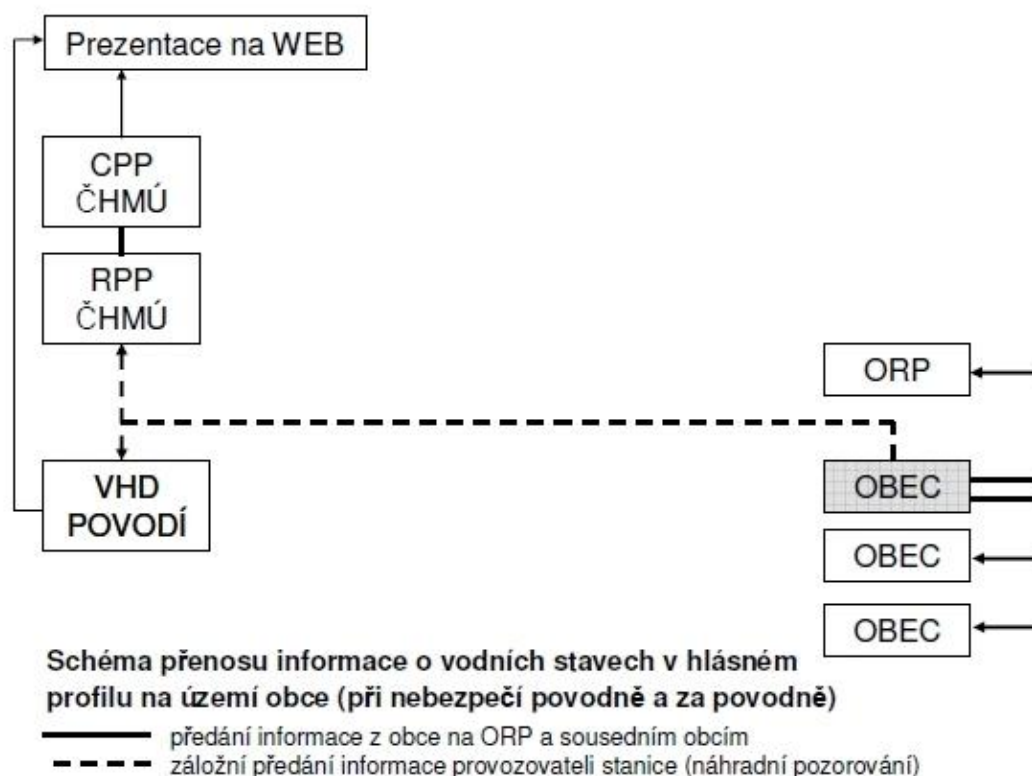 Prezentace na WEB
CPP
ČHMÚ
RPP
ČHMÚ
ORP
VHD
POVODÍ
OBEC
OBEC
OBEC
Schéma přenosu informace o vodních stavech v hlásném
profilu na území obce (při nebezpečí povodně a za povodně)
předání informace z obce na ORP a sousedním obcím
záložní předání informace provozovateli stanice (náhradní pozorování)